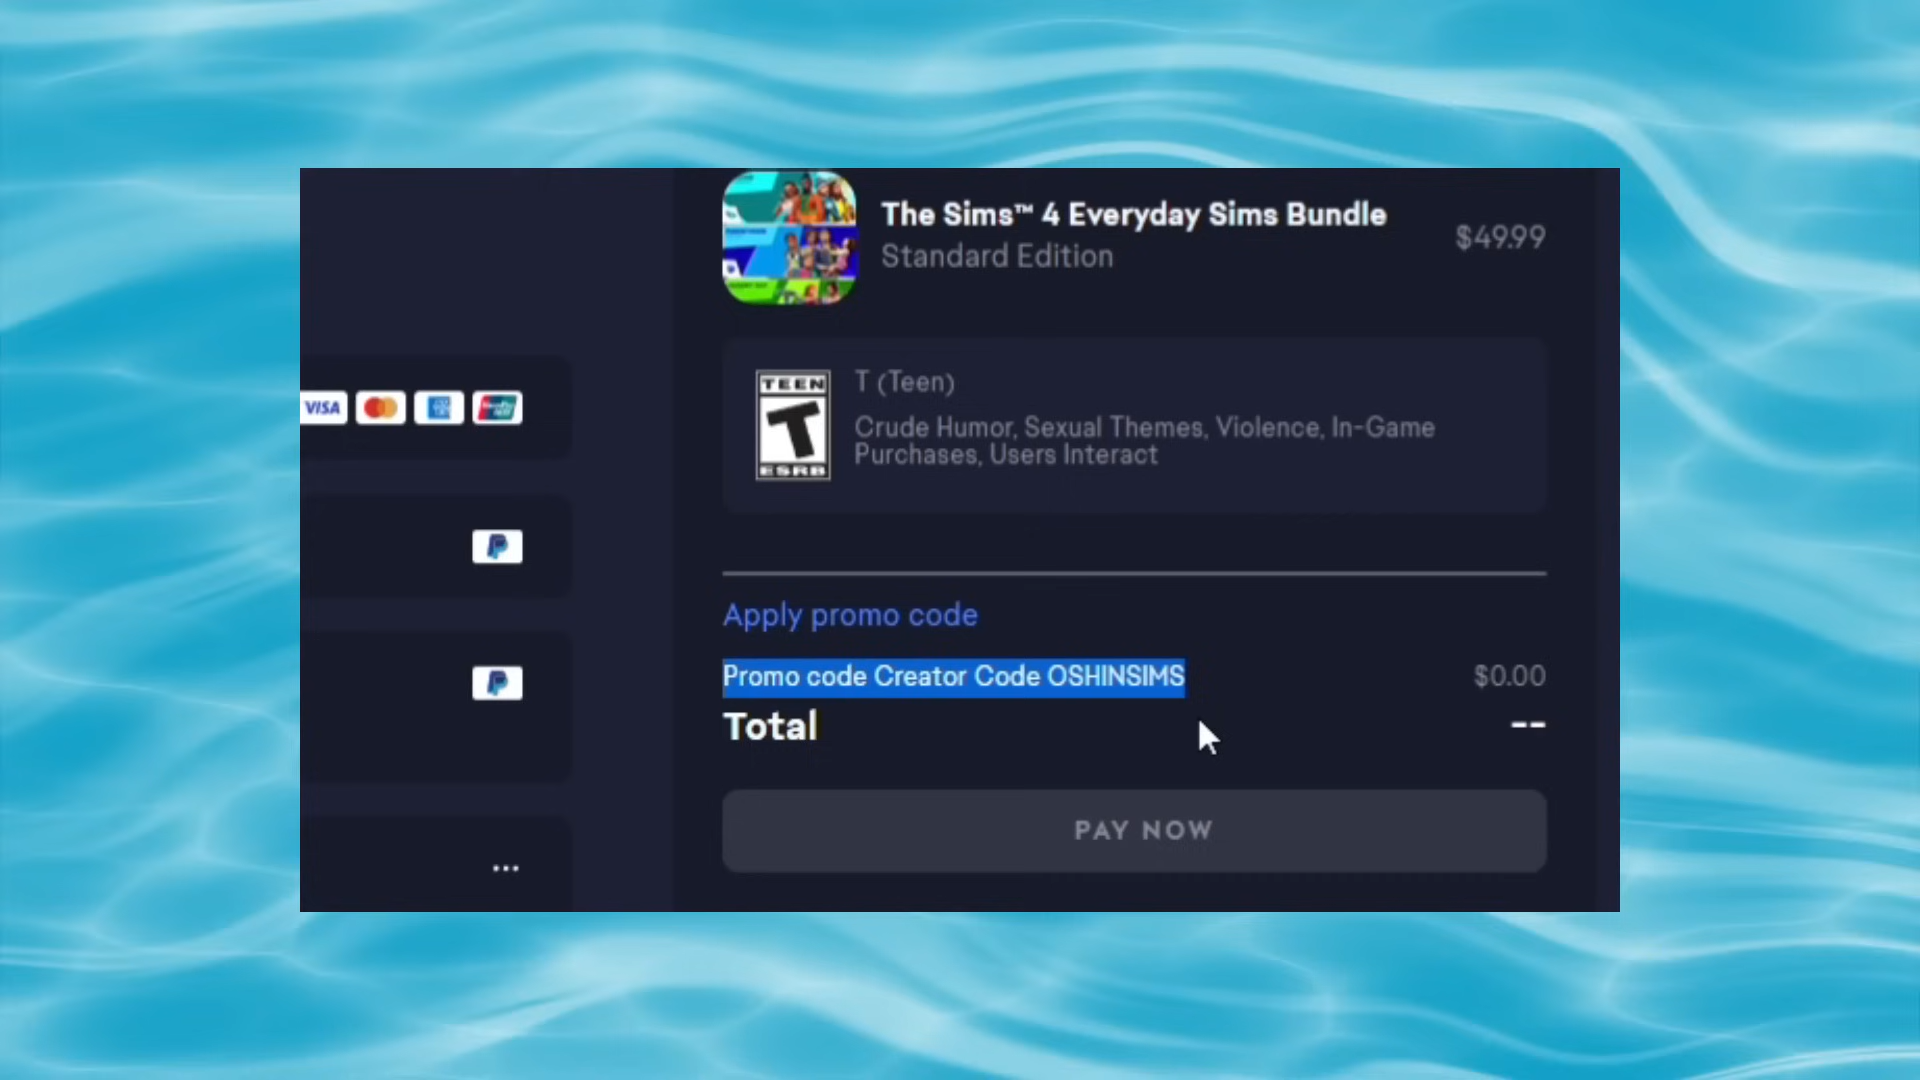 The Sims™ 4 Everyday Sims Bundle
Standard Edition
$49.99
TEEN
T
ESRB
T (Teen)
Crude Humor, Sexual Themes, Violence, In-Game
Purchases, Users Interact
VISA
Apply promo code
Promo code Creator Code OSHINSIMS
$0.00
Total
--
PAY NOW
...